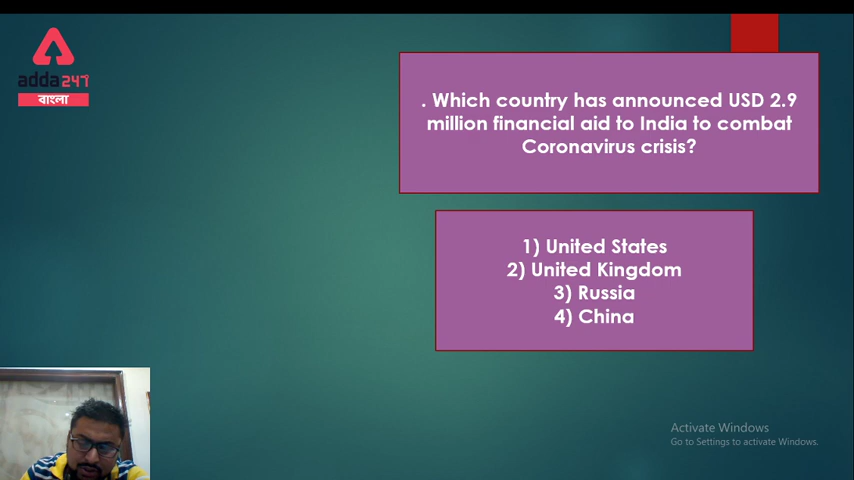 adda247
বাংলা
. Which country has announced USD 2.9
million financial aid to India to combat
Coronavirus crisis?
1) United States
2) United Kingdom
3) Russia
4) China
Activate Windows
Go to Settings to activate Windows.